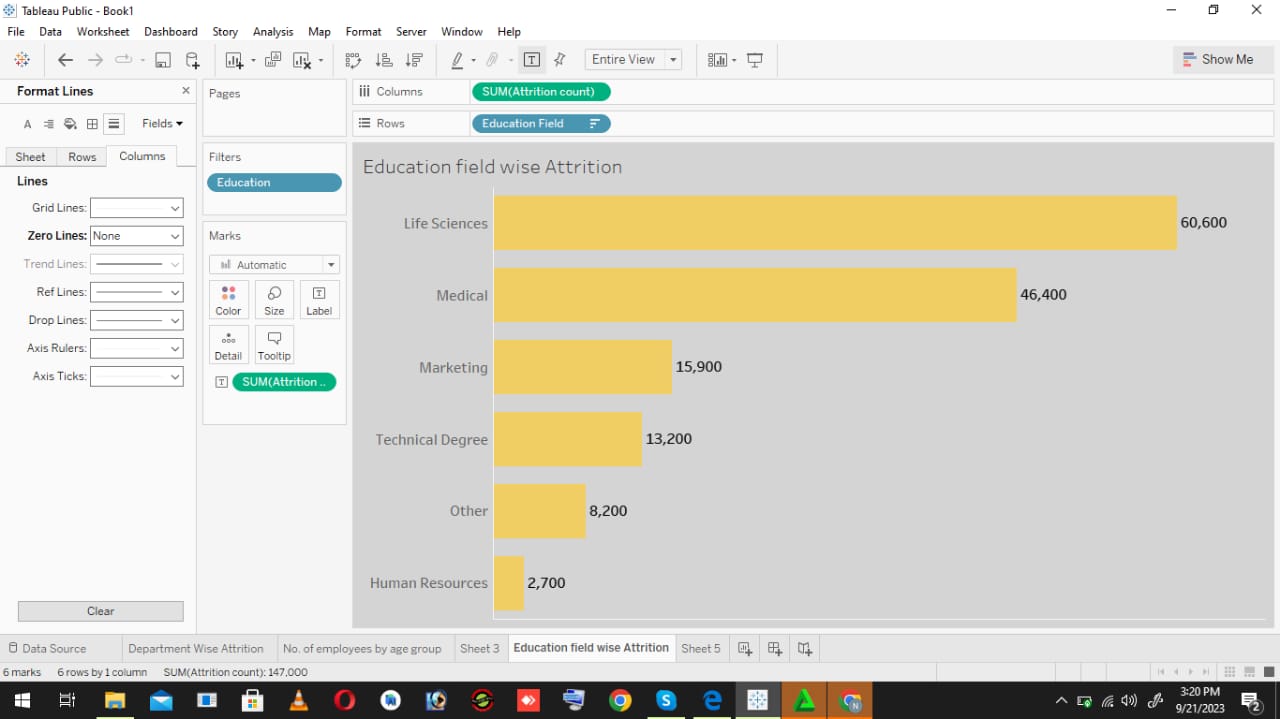 Tableau Public - Book1
File Data Worksheet Dashboard Story Analysis Map Format Server Window Help
Entire View
Show Me
Format Lines
Fields
Sheet Rows Columns
Lines
Grid Lines:
Zero Lines: None
Trend Lines:
Ref Lines:
Drop Lines:
Axis Rulers:
Axis Ticks:
Clear
Pages
Filters
Education
Marks
Automatic
Color Size Label
Detail Tooltip
SUM(Attrition ..
Columns SUM(Attrition count)
Rows Education Field
Education field wise Attrition
Life Sciences 60,600
Medical 46,400
Marketing 15,900
Technical Degree 13,200
Other 8,200
Human Resources 2,700
Data Source Department Wise Attrition No. of employees by age group Sheet 3 Education field wise Attrition Sheet 5
6 marks 6 rows by 1 column SUM(Attrition count): 147,000
3:20 PM
9/21/2023
2